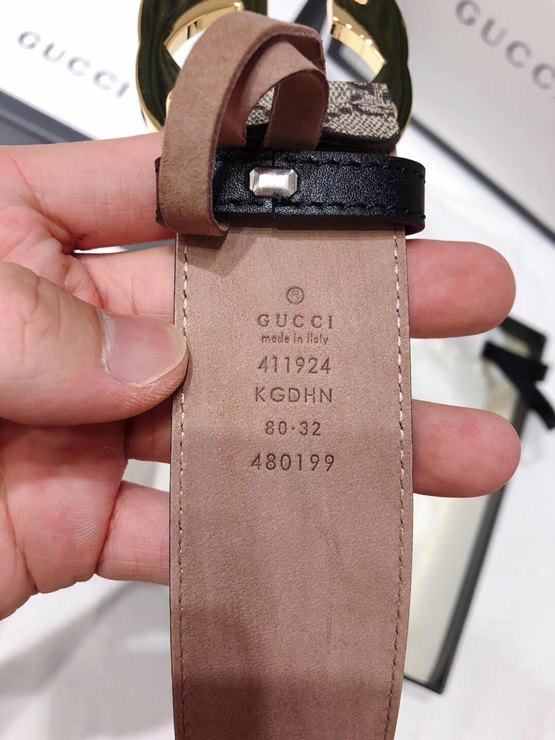 GUCCI
GUCCI
®
GUCCI
made in italy
411924
KGDHN
80·32
480199